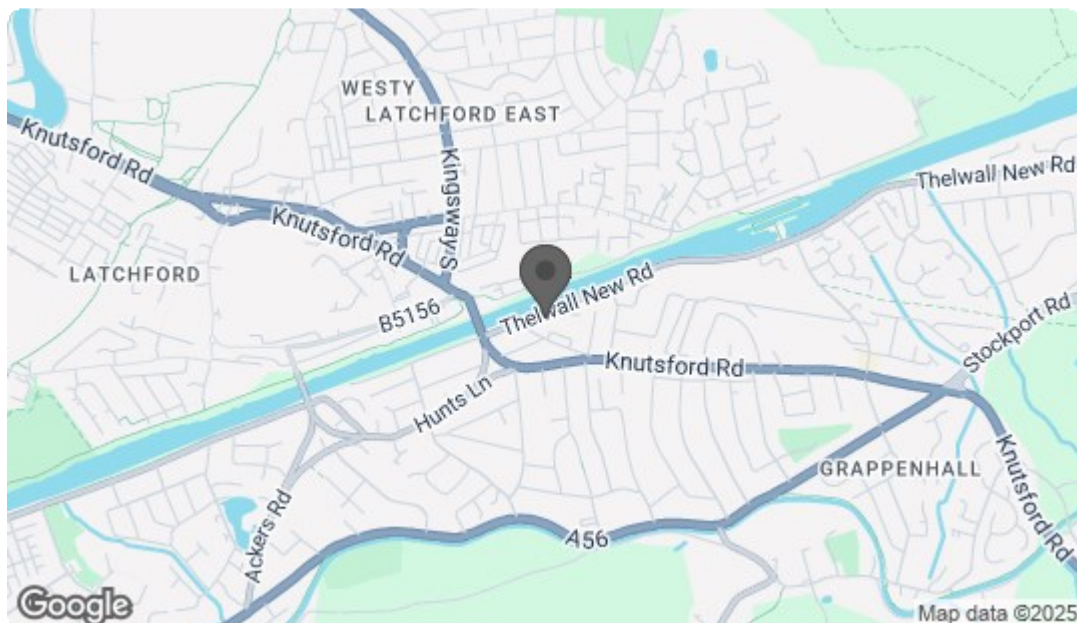 WESTY
LATCHFORD EAST
Knutsford Rd
Kingsway S
Thelwall New Rd
Knutsford Rd
LATCHFORD
B5156
Thelwall New Rd
Stockport Rd
Knutsford Rd
Hunts Ln
GRAPPENHALL
Knutsford Rd
Ackers Rd
A56
Google
Map data ©2025